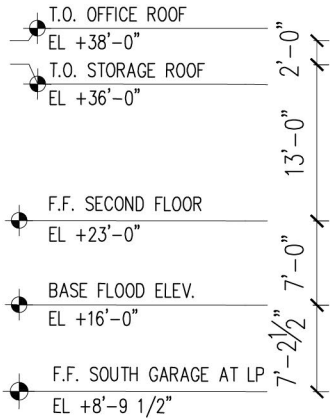 T.O. OFFICE ROOF
EL +38'-0"
T.O. STORAGE ROOF
EL +36'-0"
F.F. SECOND FLOOR
EL +23'-0"
BASE FLOOD ELEV.
EL +16'-0"
F.F. SOUTH GARAGE AT LP
EL +8'-9 1/2"
2'-0"
13'-0"
7'-0"
7'-2½"